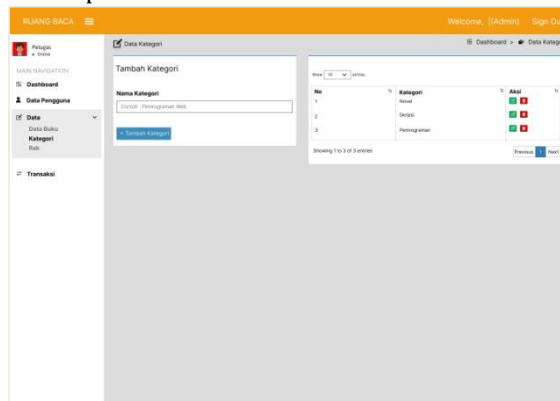 RUANG BACA
Welcome, |(Admin) Sign Ou
Petugas
Online
MAIN NAVIGATION
Dashboard
Data Pengguna
Data
Data Buku
Kategori
Rak
Transaksi
Data Kategori
Dashboard > Data Katego
Tambah Kategori
Nama Kategori
Contoh : Pemrograman Web
+ Tambah Kategori
Show 10 entries
No Kategori Aksi
1 Novel
2 Skripsi
3 Pemrograman
Showing 1 to 3 of 3 entries
Previous 1 Next